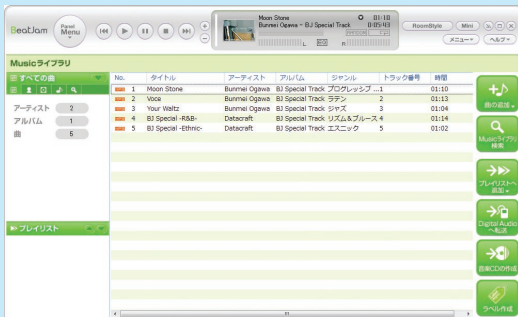 BeatJam
Panel
Menu
Moon Stone 01:10
Bunmei Ogawa - BJ Special Track 0:05:43
L R
RoomStyle
Mini
メニュー
ヘルプ
Musicライブラリ
すべての曲
アーティスト 2
アルバム 1
曲 5
プレイリスト
No. タイトル アーティスト アルバム ジャンル トラック番号 時間
1 Moon Stone Bunmei Ogawa BJ Special Track プログレッシブ ... 1 01:10
2 Voce Bunmei Ogawa BJ Special Track ラテン 2 01:13
3 Your Waltz Bunmei Ogawa BJ Special Track ジャズ 3 01:04
4 BJ Special -R&B- Datacraft BJ Special Track リズム&ブルース 4 01:14
5 BJ Special -Ethnic- Datacraft BJ Special Track エスニック 5 01:02
曲の追加
Musicライブラリ
検索
プレイリストへ
追加
Digital Audio
へ転送
音楽CDの作成
ラベル作成